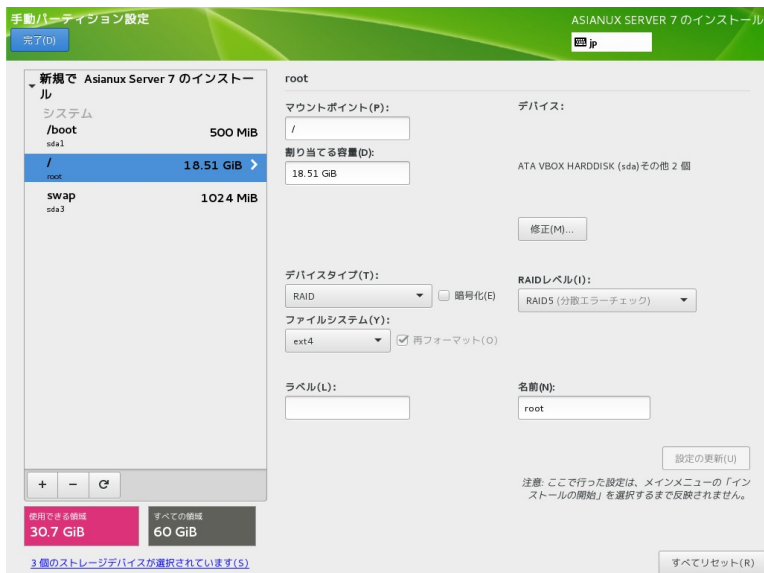 手動パーティション設定
ASIANUX SERVER 7 のインストール
完了(D)
jp
新規で Asianux Server 7 のインストー
ル
システム
/boot
500 MiB
sda1
/
18.51 GiB
root
swap
1024 MiB
sda3
+ −
使用できる領域
30.7 GiB
すべての領域
60 GiB
3 個のストレージデバイスが選択されています(S)
root
マウントポイント(P):
/
割り当てる容量(D):
18.51 GiB
デバイス:
ATA VBOX HARDDISK (sda)その他 2 個
修正(M)...
デバイスタイプ(T):
RAID
暗号化(E)
RAIDレベル(I):
RAID5 (分散エラーチェック)
ファイルシステム(Y):
ext4
再フォーマット(O)
ラベル(L):
名前(N):
root
設定の更新(U)
注意: ここで行った設定は、メインメニューの「イン
ストールの開始」を選択するまで反映されません。
すべてリセット(R)